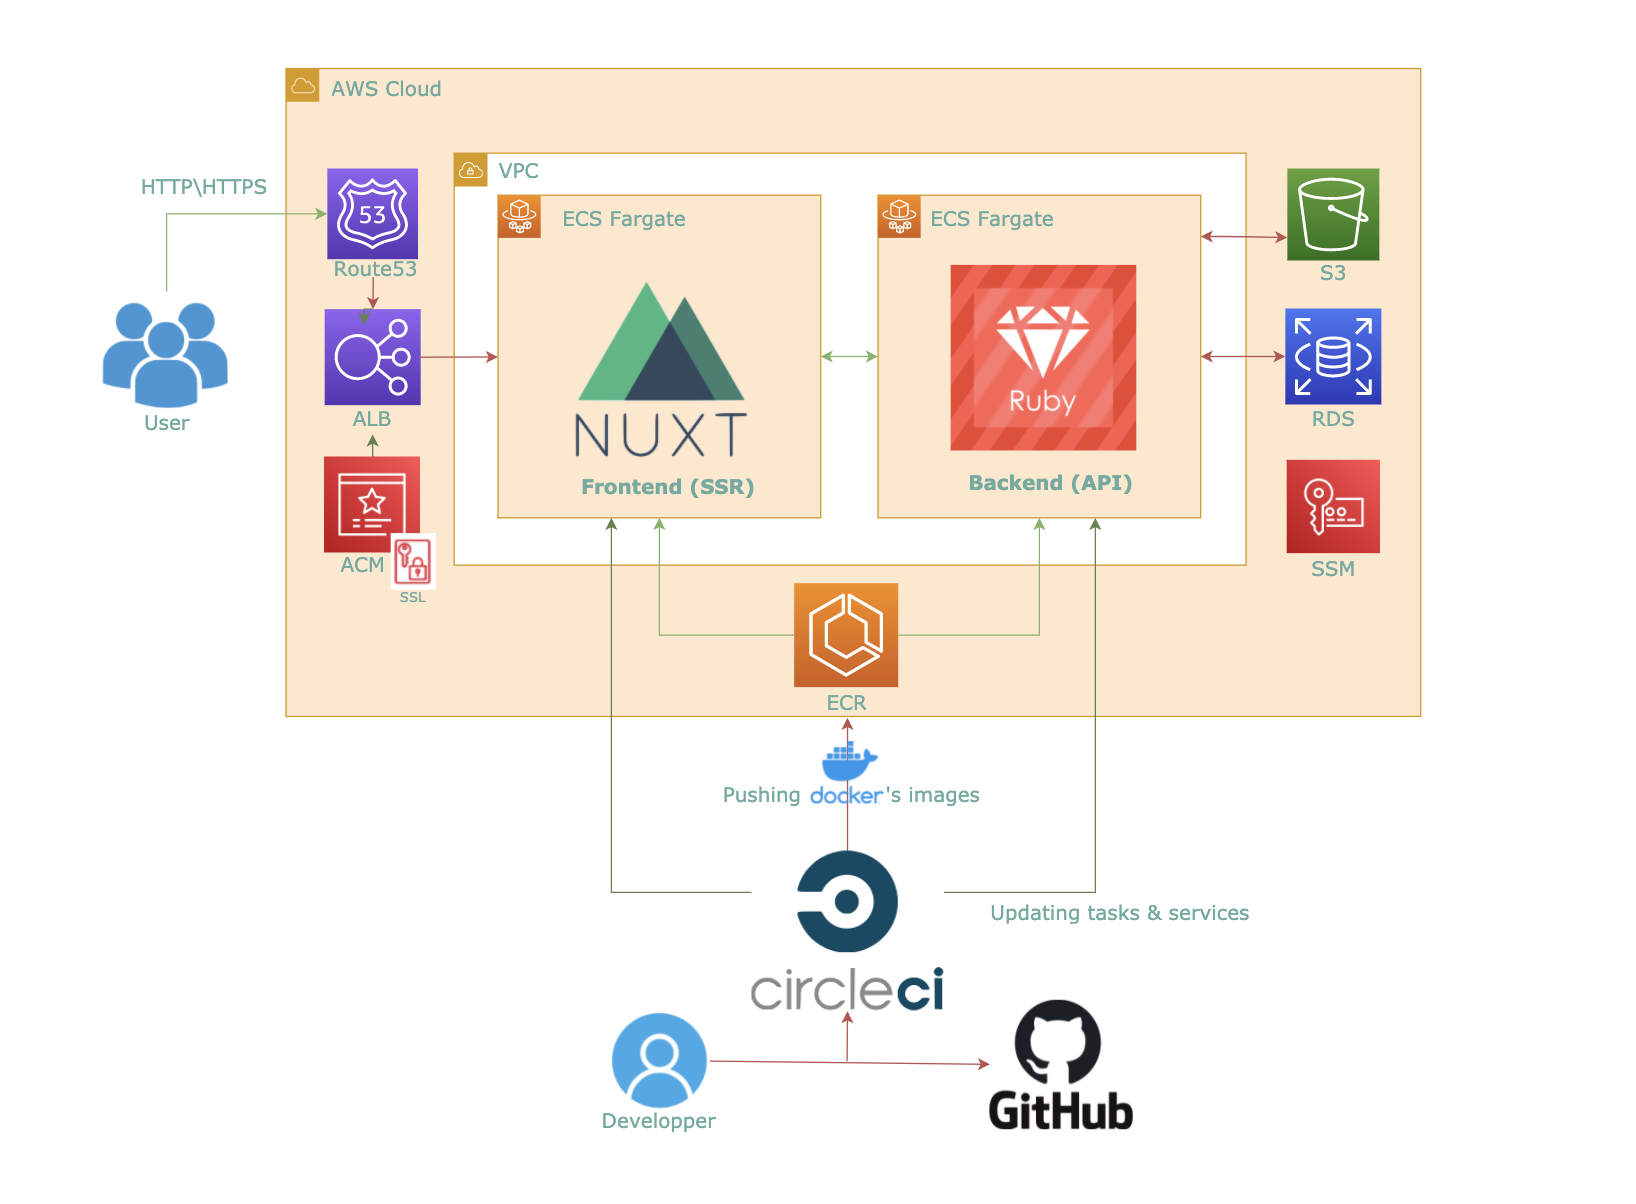 AWS Cloud
HTTP\HTTPS
VPC
53
Route53
ECS Fargate
ECS Fargate
S3
NUXT
Ruby
Frontend (SSR)
Backend (API)
User
ALB
RDS
ACM
SSL
SSM
ECR
Pushing docker's images
Updating tasks & services
circleci
Developper
GitHub